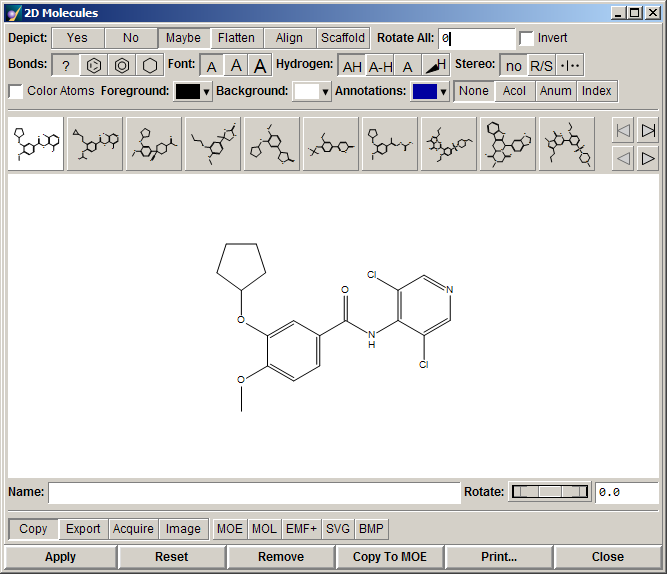 2D Molecules
Depict: Yes No Maybe Flatten Align Scaffold Rotate All: 0 Invert
Bonds: ? Font: A A A Hydrogen: AH A-H A H Stereo: no R/S
Color Atoms Foreground: Background: Annotations: None Acol Anum Index
Cl
O
N
O
N
H
Cl
O
Name: Rotate: 0.0
Copy Export Acquire Image MOE MOL EMF+ SVG BMP
Apply Reset Remove Copy To MOE Print... Close